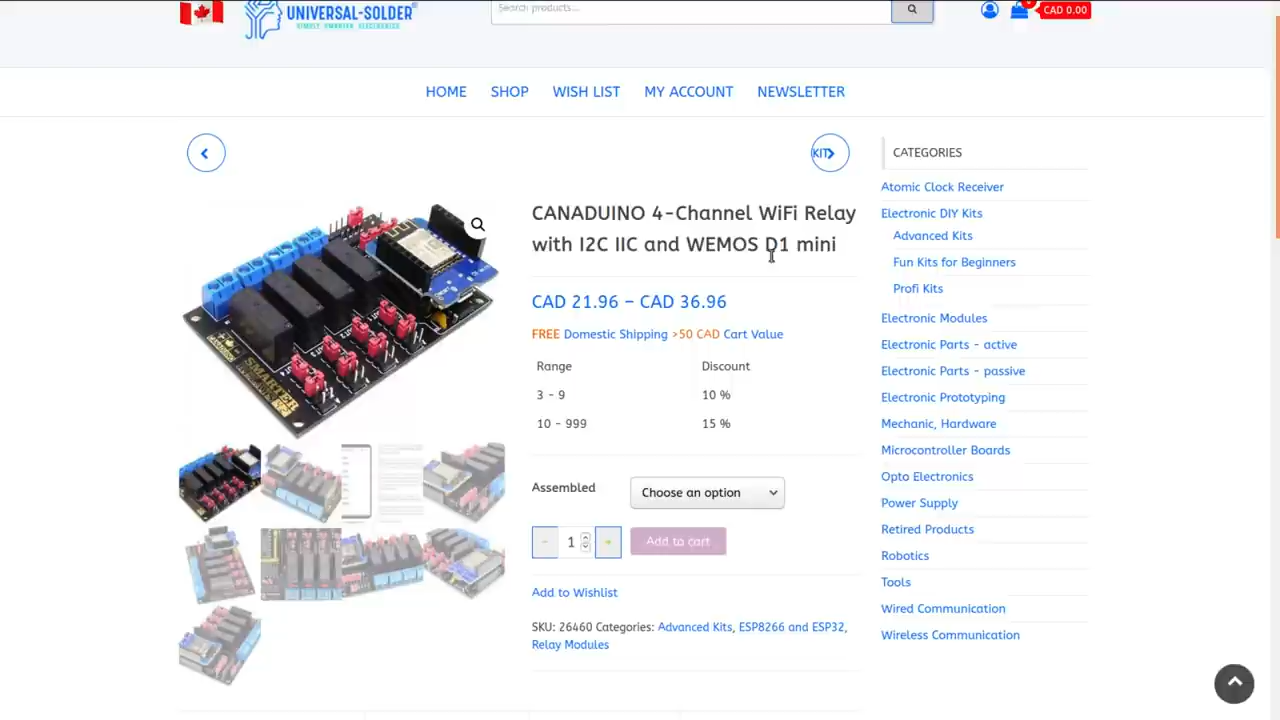 UNIVERSAL-SOLDER
SIMPLY SMARTER ELECTRONICS
Search products...
CAD 0.00
HOME
SHOP
WISH LIST
MY ACCOUNT
NEWSLETTER
KIT
CATEGORIES
Atomic Clock Receiver
Electronic DIY Kits
Advanced Kits
Fun Kits for Beginners
Profi Kits
Electronic Modules
Electronic Parts - active
Electronic Parts - passive
Electronic Prototyping
Mechanic, Hardware
Microcontroller Boards
Opto Electronics
Power Supply
Retired Products
Robotics
Tools
Wired Communication
Wireless Communication
CANADUINO 4-Channel WiFi Relay
with I2C IIC and WEMOS D1 mini
CAD 21.96 – CAD 36.96
FREE Domestic Shipping >50 CAD Cart Value
Range Discount
3 - 9 10 %
10 - 999 15 %
Assembled Choose an option
- 1 +
Add to cart
Add to Wishlist
SKU: 26460 Categories: Advanced Kits, ESP8266 and ESP32,
Relay Modules
SMARTER